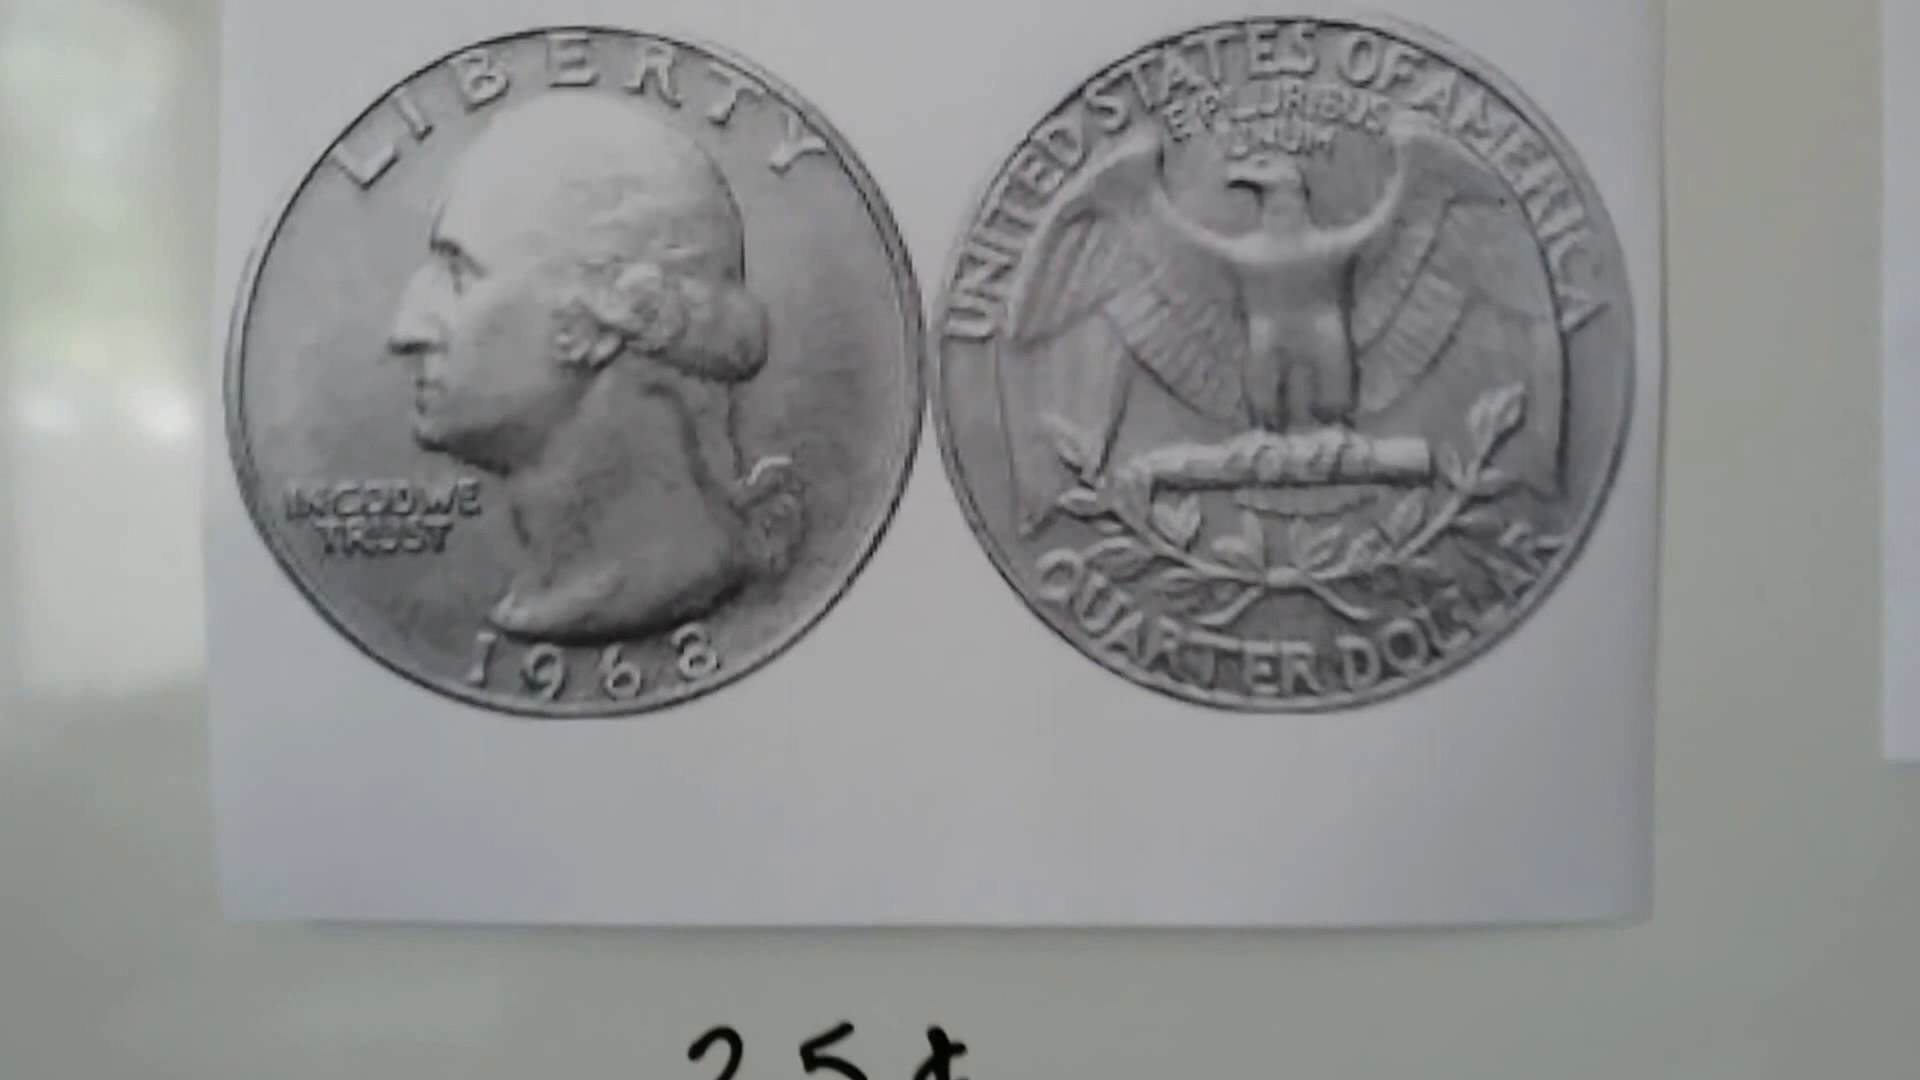 LIBERTY
IN GOD WE
TRUST
1968
UNITED STATES OF AMERICA
E PLURIBUS
UNUM
QUARTER DOLLAR
25¢